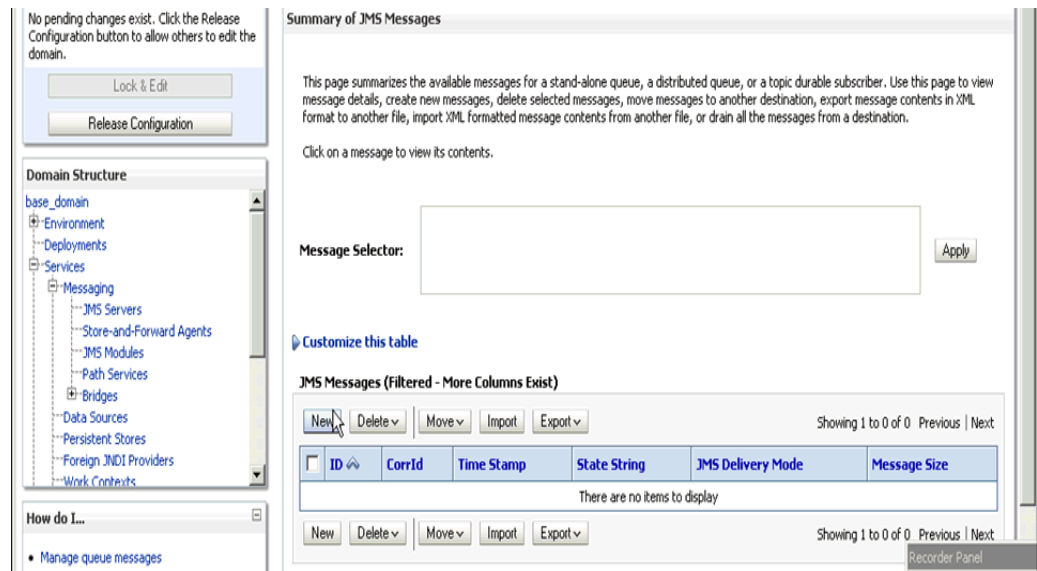 No pending changes exist. Click the Release
Configuration button to allow others to edit the
domain.
Lock & Edit
Release Configuration
Domain Structure
base_domain
Environment
Deployments
Services
Messaging
JMS Servers
Store-and-Forward Agents
JMS Modules
Path Services
Bridges
Data Sources
Persistent Stores
Foreign JNDI Providers
Work Contexts
How do I...
• Manage queue messages
Summary of JMS Messages
This page summarizes the available messages for a stand-alone queue, a distributed queue, or a topic durable subscriber. Use this page to view
message details, create new messages, delete selected messages, move messages to another destination, export message contents in XML
format to another file, import XML formatted message contents from another file, or drain all the messages from a destination.
Click on a message to view its contents.
Message Selector:
Apply
Customize this table
JMS Messages (Filtered - More Columns Exist)
New Delete Move Import Export Showing 1 to 0 of 0 Previous | Next
ID CorrId Time Stamp State String JMS Delivery Mode Message Size
There are no items to display
New Delete Move Import Export Showing 1 to 0 of 0 Previous | Next
Recorder Panel